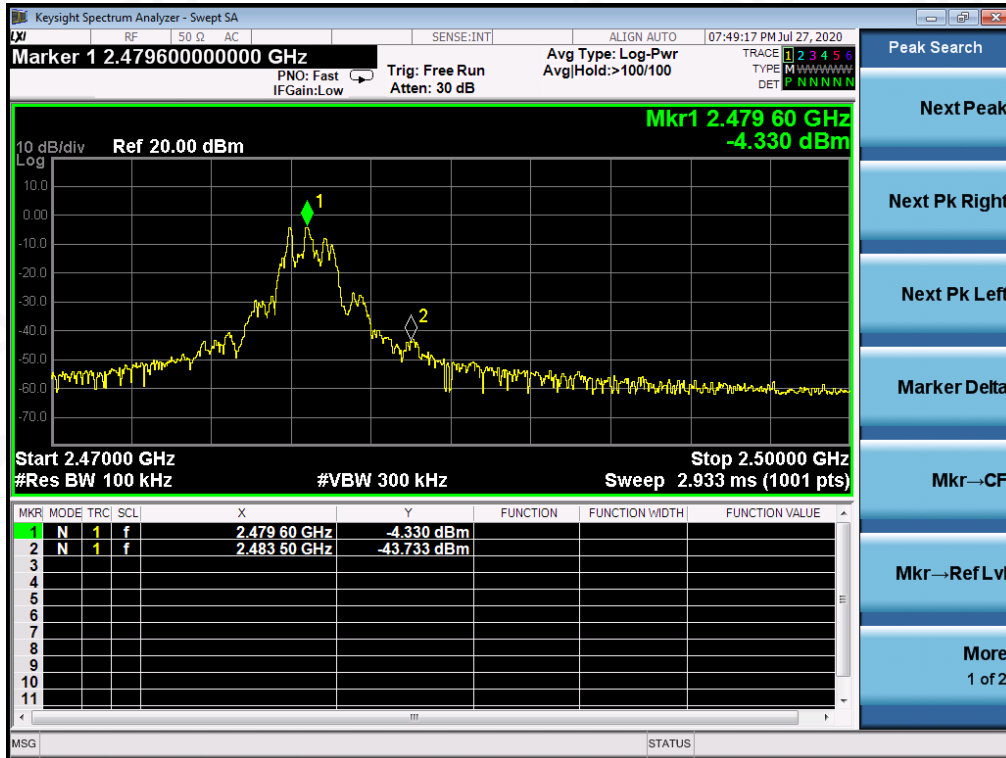 Keysight Spectrum Analyzer - Swept SA
LXI RF 50 Ω AC SENSE:INT ALIGN AUTO 07:49:17 PM Jul 27, 2020
Marker 1 2.479600000000 GHz
PNO: Fast
IFGain:Low
Trig: Free Run
Atten: 30 dB
Avg Type: Log-Pwr
Avg|Hold:>100/100
TRACE 1 2 3 4 5 6
TYPE M WWWWW
DET P N N N N N
Mkr1 2.479 60 GHz
-4.330 dBm
10 dB/div Ref 20.00 dBm
Log
10.0
0.00
-10.0
-20.0
-30.0
-40.0
-50.0
-60.0
-70.0
1
2
Start 2.47000 GHz Stop 2.50000 GHz
#Res BW 100 kHz #VBW 300 kHz Sweep 2.933 ms (1001 pts)
MKR MODE TRC SCL X Y FUNCTION FUNCTION WIDTH FUNCTION VALUE
1 N 1 f 2.479 60 GHz -4.330 dBm
2 N 1 f 2.483 50 GHz -43.733 dBm
3
4
5
6
7
8
9
10
11
MSG STATUS
Peak Search
Next Peak
Next Pk Right
Next Pk Left
Marker Delta
Mkr→CF
Mkr→Ref Lvl
More
1 of 2